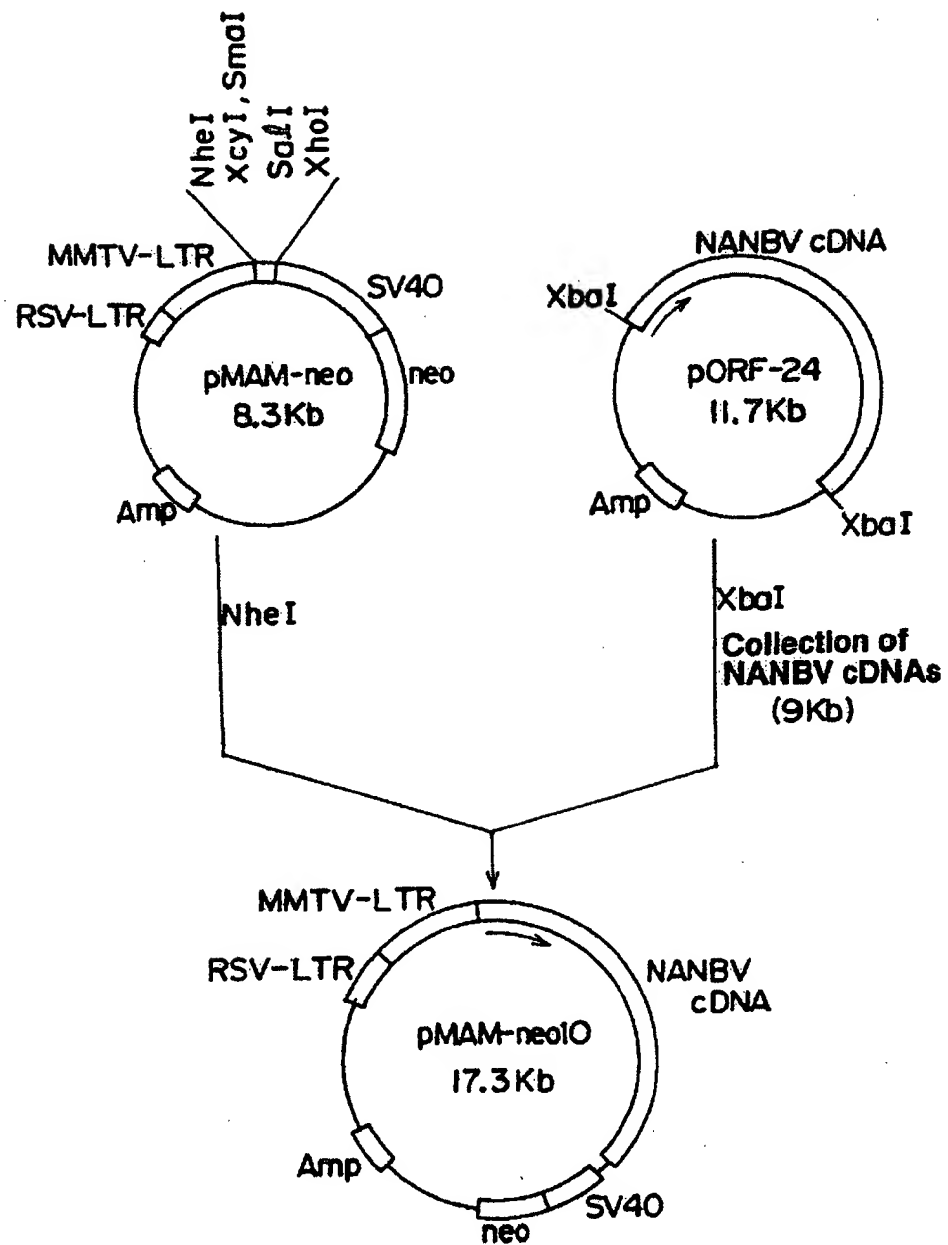 NheI
XcyI, SmaI
SalI
XhoI
MMTV-LTR
RSV-LTR
SV40
neo
pMAM-neo
8.3Kb
Amp
NANBV cDNA
XbaI
pORF-24
11.7Kb
Amp
XbaI
NheI
XbaI
Collection of
NANBV cDNAs
(9Kb)
MMTV-LTR
RSV-LTR
NANBV
cDNA
pMAM-neo10
17.3Kb
Amp
SV40
neo